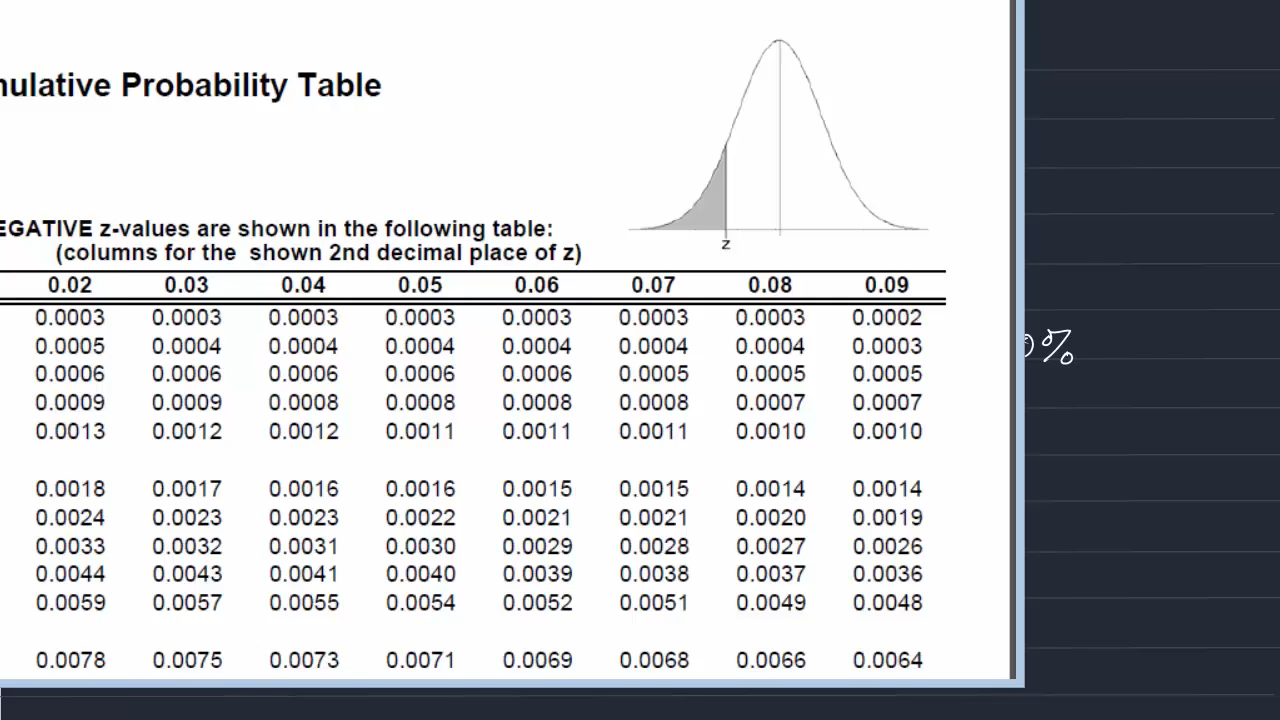 mulative Probability Table
EGATIVE z-values are shown in the following table:
(columns for the shown 2nd decimal place of z)
z
0.02 0.03 0.04 0.05 0.06 0.07 0.08 0.09
0.0003 0.0003 0.0003 0.0003 0.0003 0.0003 0.0003 0.0002
0.0005 0.0004 0.0004 0.0004 0.0004 0.0004 0.0004 0.0003
0.0006 0.0006 0.0006 0.0006 0.0006 0.0005 0.0005 0.0005
0.0009 0.0009 0.0008 0.0008 0.0008 0.0008 0.0007 0.0007
0.0013 0.0012 0.0012 0.0011 0.0011 0.0011 0.0010 0.0010
0.0018 0.0017 0.0016 0.0016 0.0015 0.0015 0.0014 0.0014
0.0024 0.0023 0.0023 0.0022 0.0021 0.0021 0.0020 0.0019
0.0033 0.0032 0.0031 0.0030 0.0029 0.0028 0.0027 0.0026
0.0044 0.0043 0.0041 0.0040 0.0039 0.0038 0.0037 0.0036
0.0059 0.0057 0.0055 0.0054 0.0052 0.0051 0.0049 0.0048
0.0078 0.0075 0.0073 0.0071 0.0069 0.0068 0.0066 0.0064
%